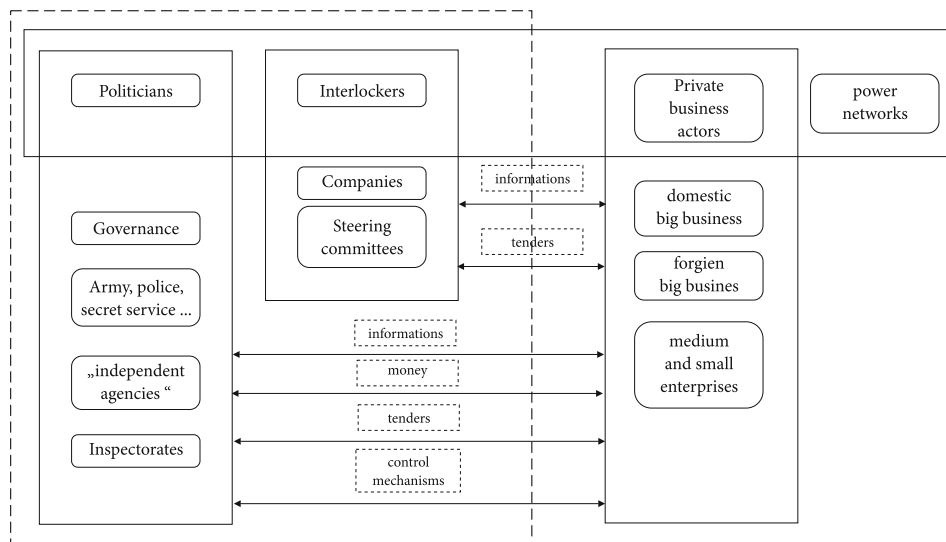 Politicians
Interlockers
Private
business
actors
power
networks
Companies
Steering
committees
informations
tenders
domestic
big business
forgien
big busines
medium
and small
enterprises
Governance
Army, police,
secret service ...
„independent
agencies “
Inspectorates
informations
money
tenders
control
mechanisms